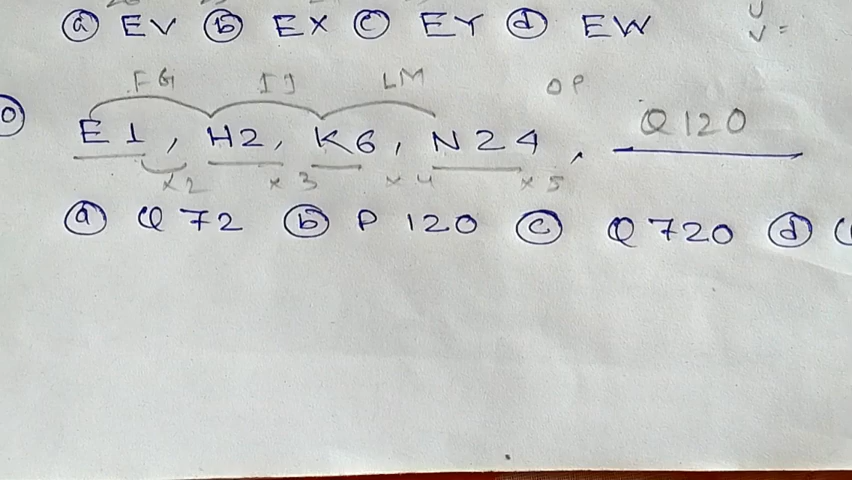 ⓐ EV ⓑ EX ⓒ EY ⓓ EW
V =
FG IJ LM OP
E1, H2, K6, N24, Q120
×2 ×3 ×4 ×5
ⓐ Q72 ⓑ P120 ⓒ Q720 ⓓ